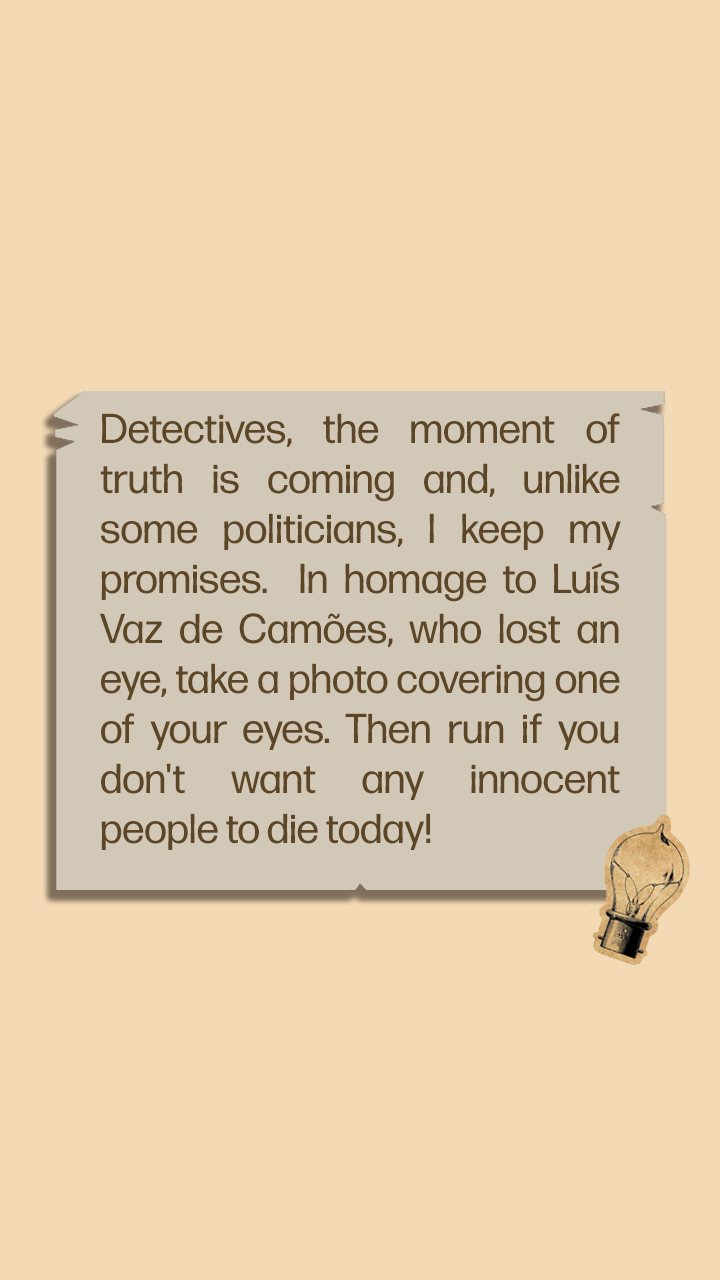 Detectives, the moment of
truth is coming and, unlike
some politicians, I keep my
promises.  In homage to Luís
Vaz de Camões, who lost an
eye, take a photo covering one
of your eyes. Then run if you
don't want any innocent
people to die today!